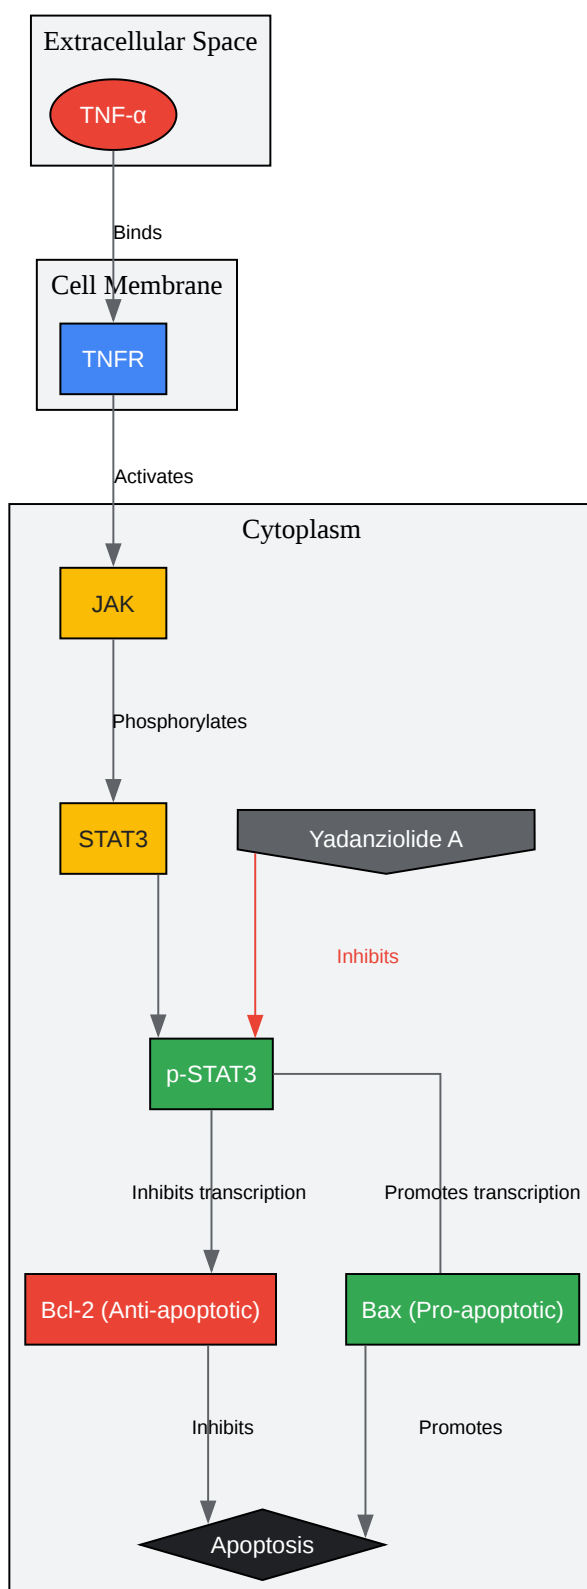 Extracellular Space
TNF-α
Binds
Cell Membrane
TNFR
Activates
Cytoplasm
JAK
Phosphorylates
STAT3
Yadanziolide A
Inhibits
p-STAT3
Inhibits transcription
Promotes transcription
Bcl-2 (Anti-apoptotic)
Bax (Pro-apoptotic)
Inhibits
Promotes
Apoptosis